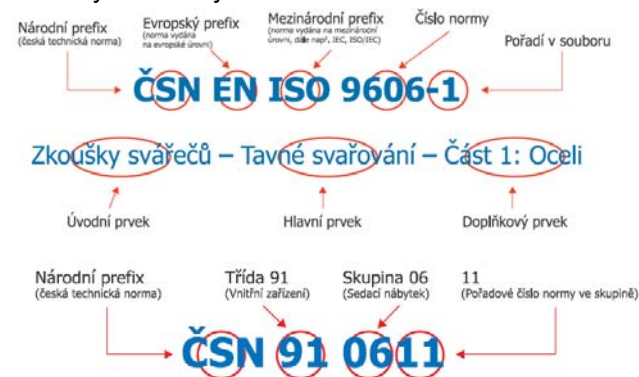 Národní prefix
(česká technická norma)
Evropský prefix
(norma vydána
na evropské úrovni)
Mezinárodní prefix
(norma vydána na mezinárodní
úrovni, dále např. IEC, ISO/IEC)
Číslo normy
Pořadí v souboru
ČSN EN ISO 9606-1
Zkoušky svářečů – Tavné svařování – Část 1: Oceli
Úvodní prvek
Hlavní prvek
Doplňkový prvek
Národní prefix
(česká technická norma)
Třída 91
(Vnitřní zařízení)
Skupina 06
(Sedací nábytek)
11
(Pořadové číslo normy ve skupině)
ČSN 91 0611